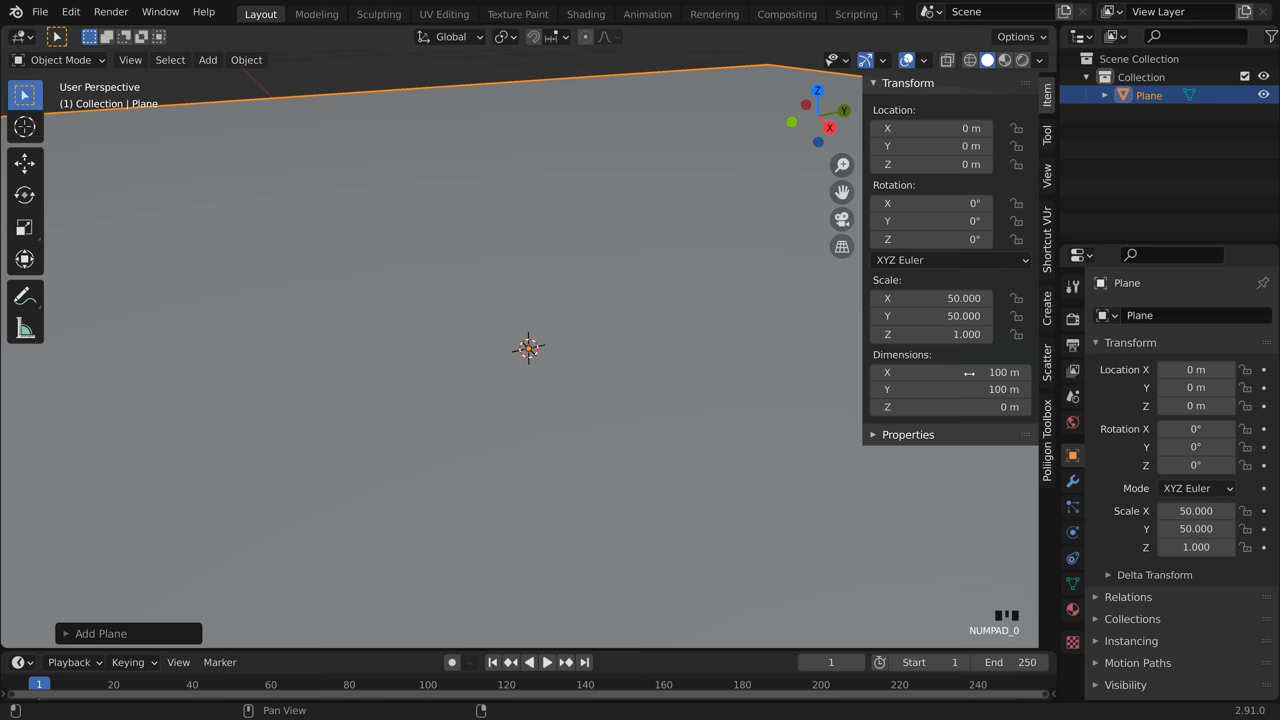 File Edit Render Window Help
Layout Modeling Sculpting UV Editing Texture Paint Shading Animation Rendering Compositing Scripting +
Scene
View Layer
Global
Options
Object Mode View Select Add Object
User Perspective
(1) Collection | Plane
Z
Y
X
Transform
Location:
X 0 m
Y 0 m
Z 0 m
Rotation:
X 0°
Y 0°
Z 0°
XYZ Euler
Scale:
X 50.000
Y 50.000
Z 1.000
Dimensions:
X 100 m
Y 100 m
Z 0 m
Properties
Item
Tool
View
Shortcut VUr
Create
Scatter
Poliigon Toolbox
Scene Collection
Collection
Plane
Plane
Plane
Transform
Location X 0 m
Y 0 m
Z 0 m
Rotation X 0°
Y 0°
Z 0°
Mode XYZ Euler
Scale X 50.000
Y 50.000
Z 1.000
Delta Transform
Relations
Collections
Instancing
Motion Paths
Visibility
Add Plane
NUMPAD_0
Playback Keying View Marker
1 Start 1 End 250
1 20 40 60 80 100 120 140 160 180 200 220 240
Pan View
2.91.0